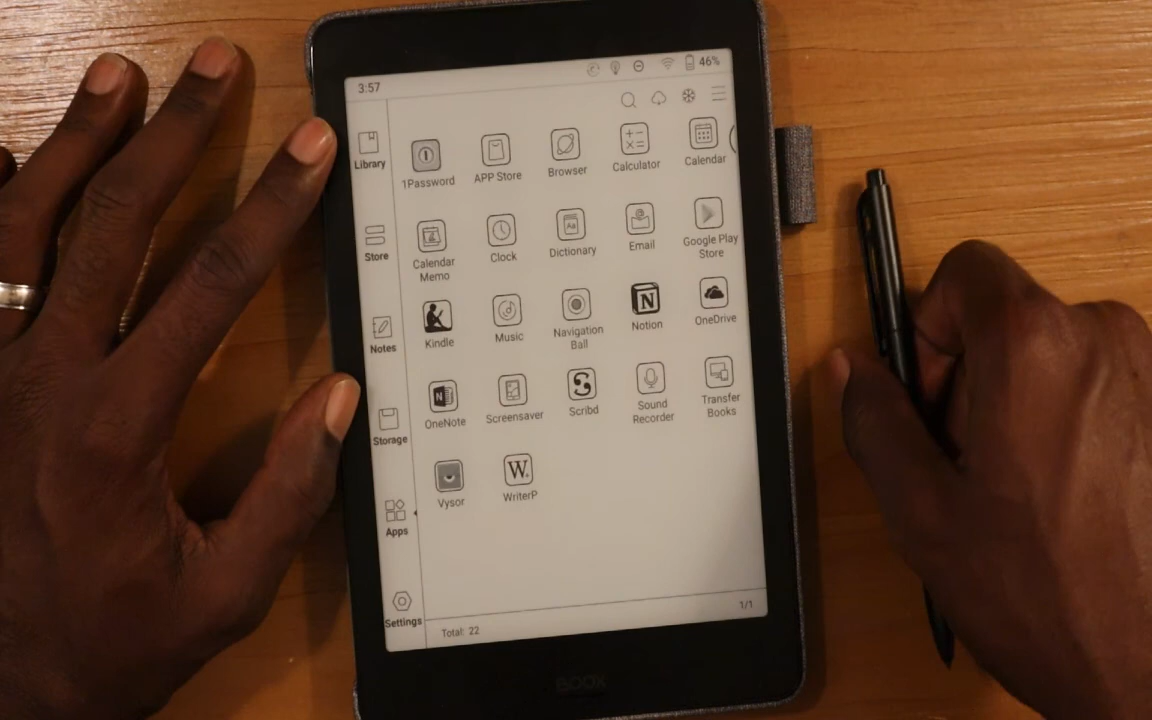 3:57
46%
Library
Store
Notes
Storage
Apps
Settings
1Password
APP Store
Browser
Calculator
Calendar
Calendar
Memo
Clock
Dictionary
Email
Google Play
Store
Kindle
Music
Navigation
Ball
Notion
OneDrive
OneNote
Screensaver
Scribd
Sound
Recorder
Transfer
Books
Vysor
WriterP
Total: 22
1/1
BOOX